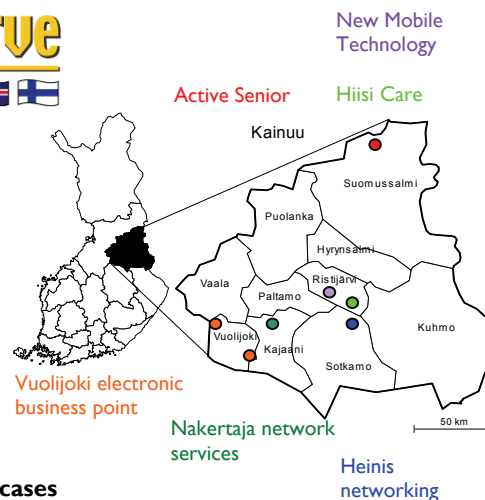 rve
New Mobile
Technology
Active Senior
Hiisi Care
Kainuu
Suomussalmi
Puolanka
Hyrynsalmi
Vaala
Ristijärvi
Paltamo
Kuhmo
Vuolijoki
Kajaani
Sotkamo
Vuolijoki electronic
business point
50 km
Nakertaja network
services
Heinis
networking
cases